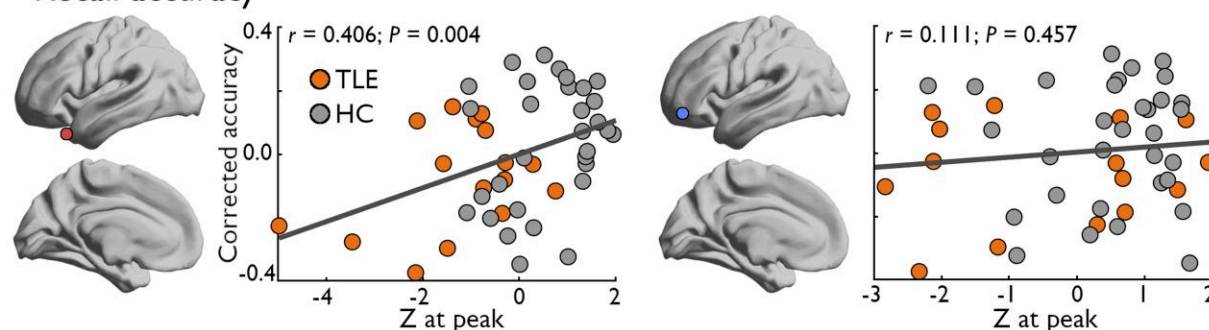 r = 0.406; P = 0.004
TLE
HC
Corrected accuracy
0.4
0.0
-0.4
-4
-2
0
2
Z at peak
r = 0.111; P = 0.457
-3
-2
-1
0
1
2
Z at peak